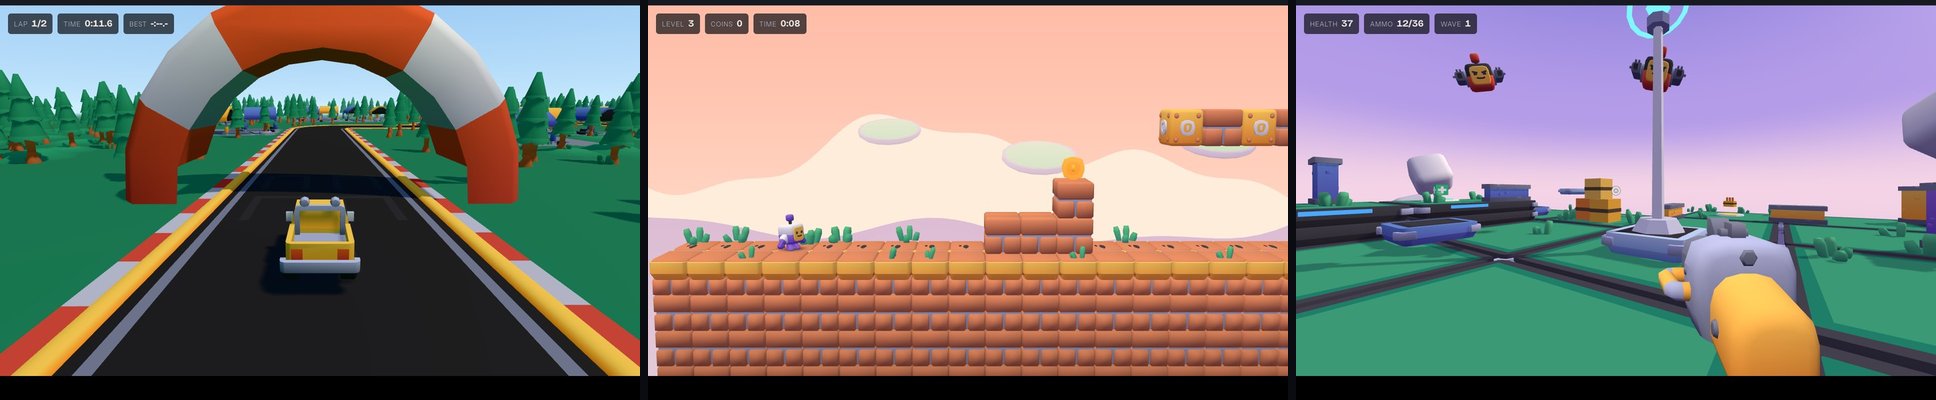 LAP 1/2 TIME 0:11.6 BEST -:--.-
LEVEL 3 COINS 0 TIME 0:08
HEALTH 37 AMMO 12/36 WAVE 1